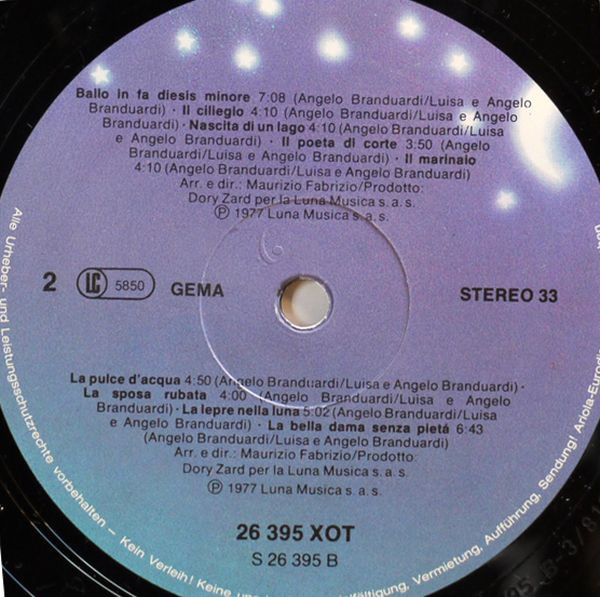 Ballo in fa diesis minore 7:08 (Angelo Branduardi/Luisa e Angelo
Branduardi) · Il ciliegio 4:10 (Angelo Branduardi/Luisa e Angelo
Branduardi) · Nascita di un lago 4:10 (Angelo Branduardi/Luisa
e Angelo Branduardi) · Il poeta di corte 3:50 (Angelo
Branduardi/Luisa e Angelo Branduardi) · Il marinaio
4:10 (Angelo Branduardi/Luisa e Angelo Branduardi)
Arr. e dir.: Maurizio Fabrizio/Prodotto:
Dory Zard per la Luna Musica s. a. s.
Ⓟ 1977 Luna Musica s. a. s.
2
LC 5850
GEMA
STEREO 33
La pulce d'acqua 4:50 (Angelo Branduardi/Luisa e Angelo Branduardi) ·
La sposa rubata 4:00 (Angelo Branduardi/Luisa e Angelo
Branduardi) · La lepre nella luna 5:02 (Angelo Branduardi/Luisa
e Angelo Branduardi) · La bella dama senza pietá 6:43
(Angelo Branduardi/Luisa e Angelo Branduardi)
Arr. e dir.: Maurizio Fabrizio/Prodotto:
Dory Zard per la Luna Musica s. a. s.
Ⓟ 1977 Luna Musica s. a. s.
26 395 XOT
S 26 395 B
Alle Urheber- und Leistungsschutzrechte vorbehalten – Kein Verleih! Keine Vermietung, Aufführung, Sendung!